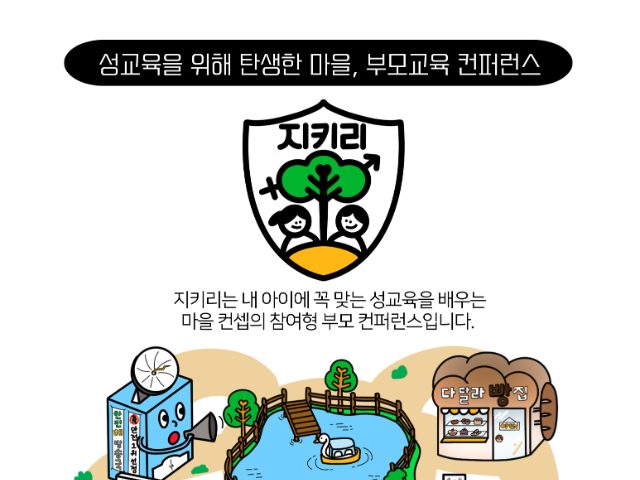 성교육을 위해 탄생한 마을, 부모교육 컨퍼런스
지키리
지키리는 내 아이에 꼭 맞는 성교육을 배우는
마을 컨셉의 참여형 부모 컨퍼런스입니다.
다달라빵집